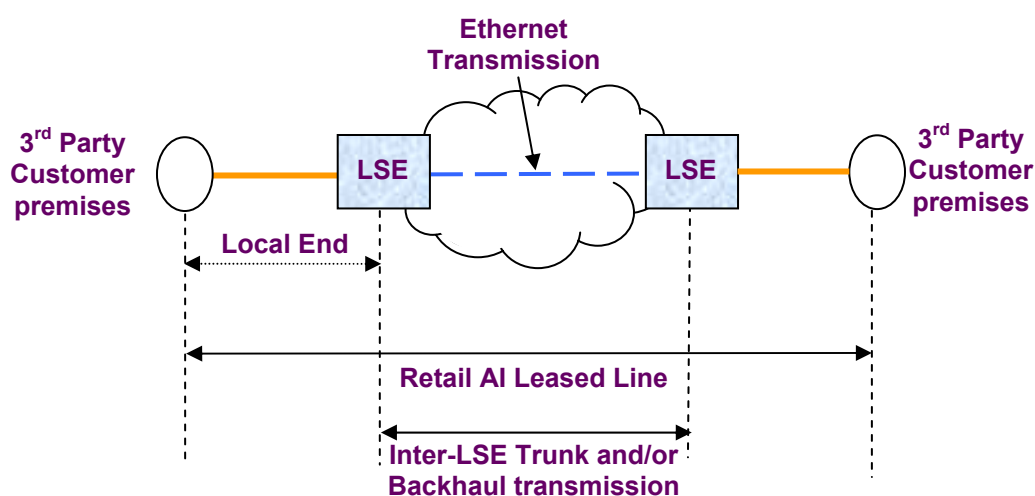 Ethernet
Transmission
3rd Party
Customer
premises
LSE
LSE
3rd Party
Customer
premises
Local End
Retail AI Leased Line
Inter-LSE Trunk and/or
Backhaul transmission